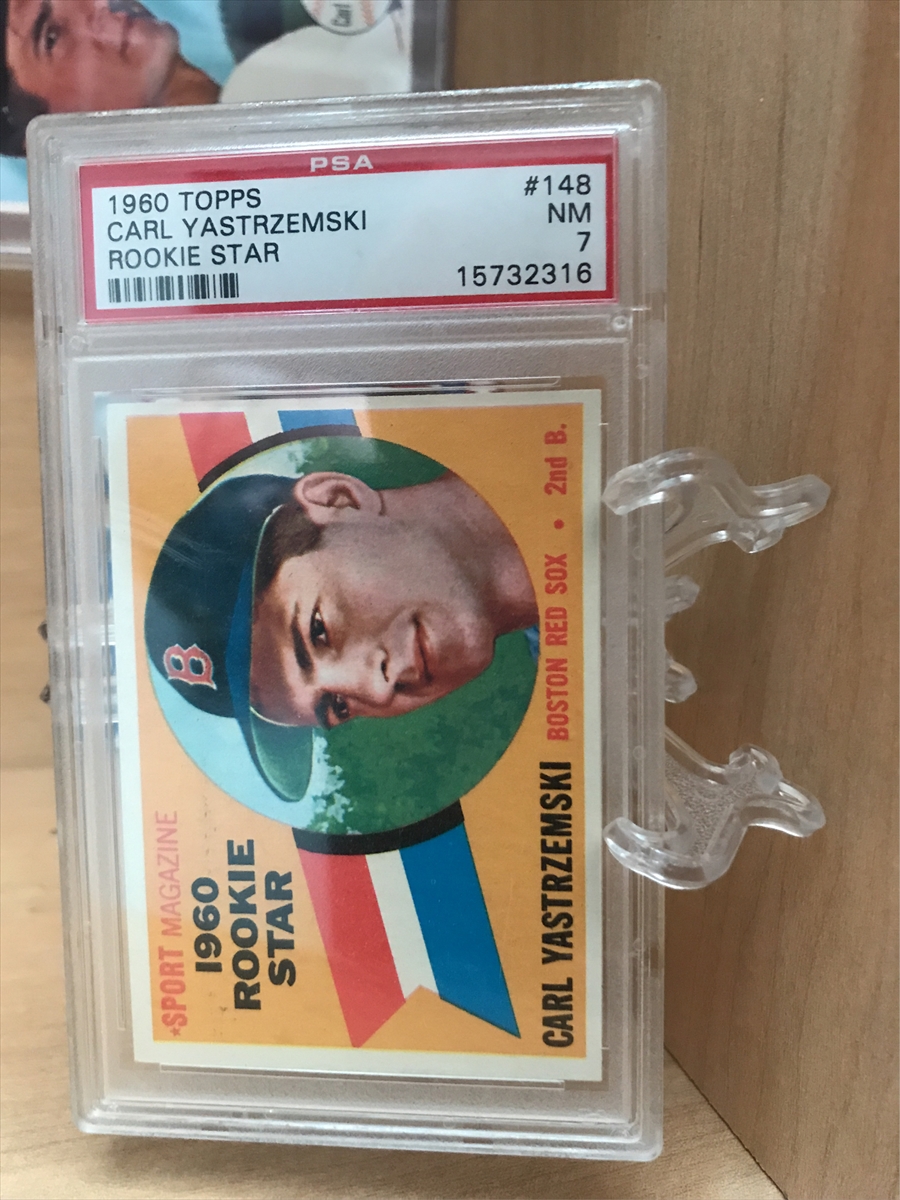 PSA
1960 TOPPS #148
CARL YASTRZEMSKI NM
ROOKIE STAR 7
15732316
*SPORT MAGAZINE
1960
ROOKIE
STAR
B
CARL YASTRZEMSKI BOSTON RED SOX • 2nd B.
Carl